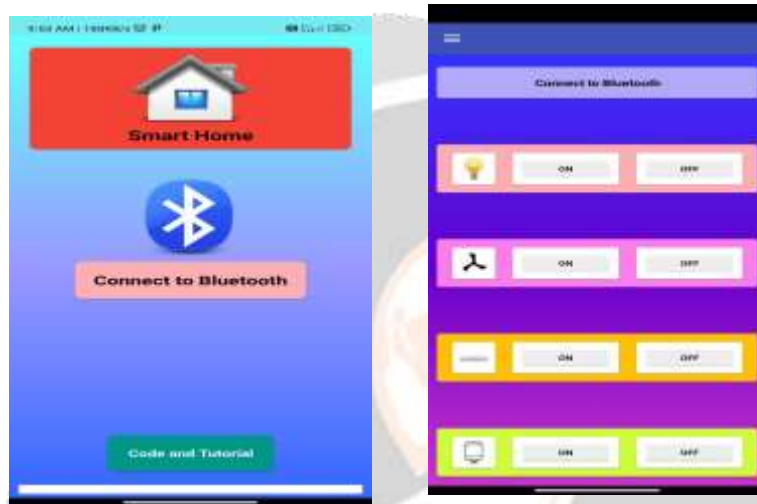 Smart Home
Connect to Bluetooth
Code and Tutorial
Connect to Bluetooth
ON OFF
ON OFF
ON OFF
ON OFF